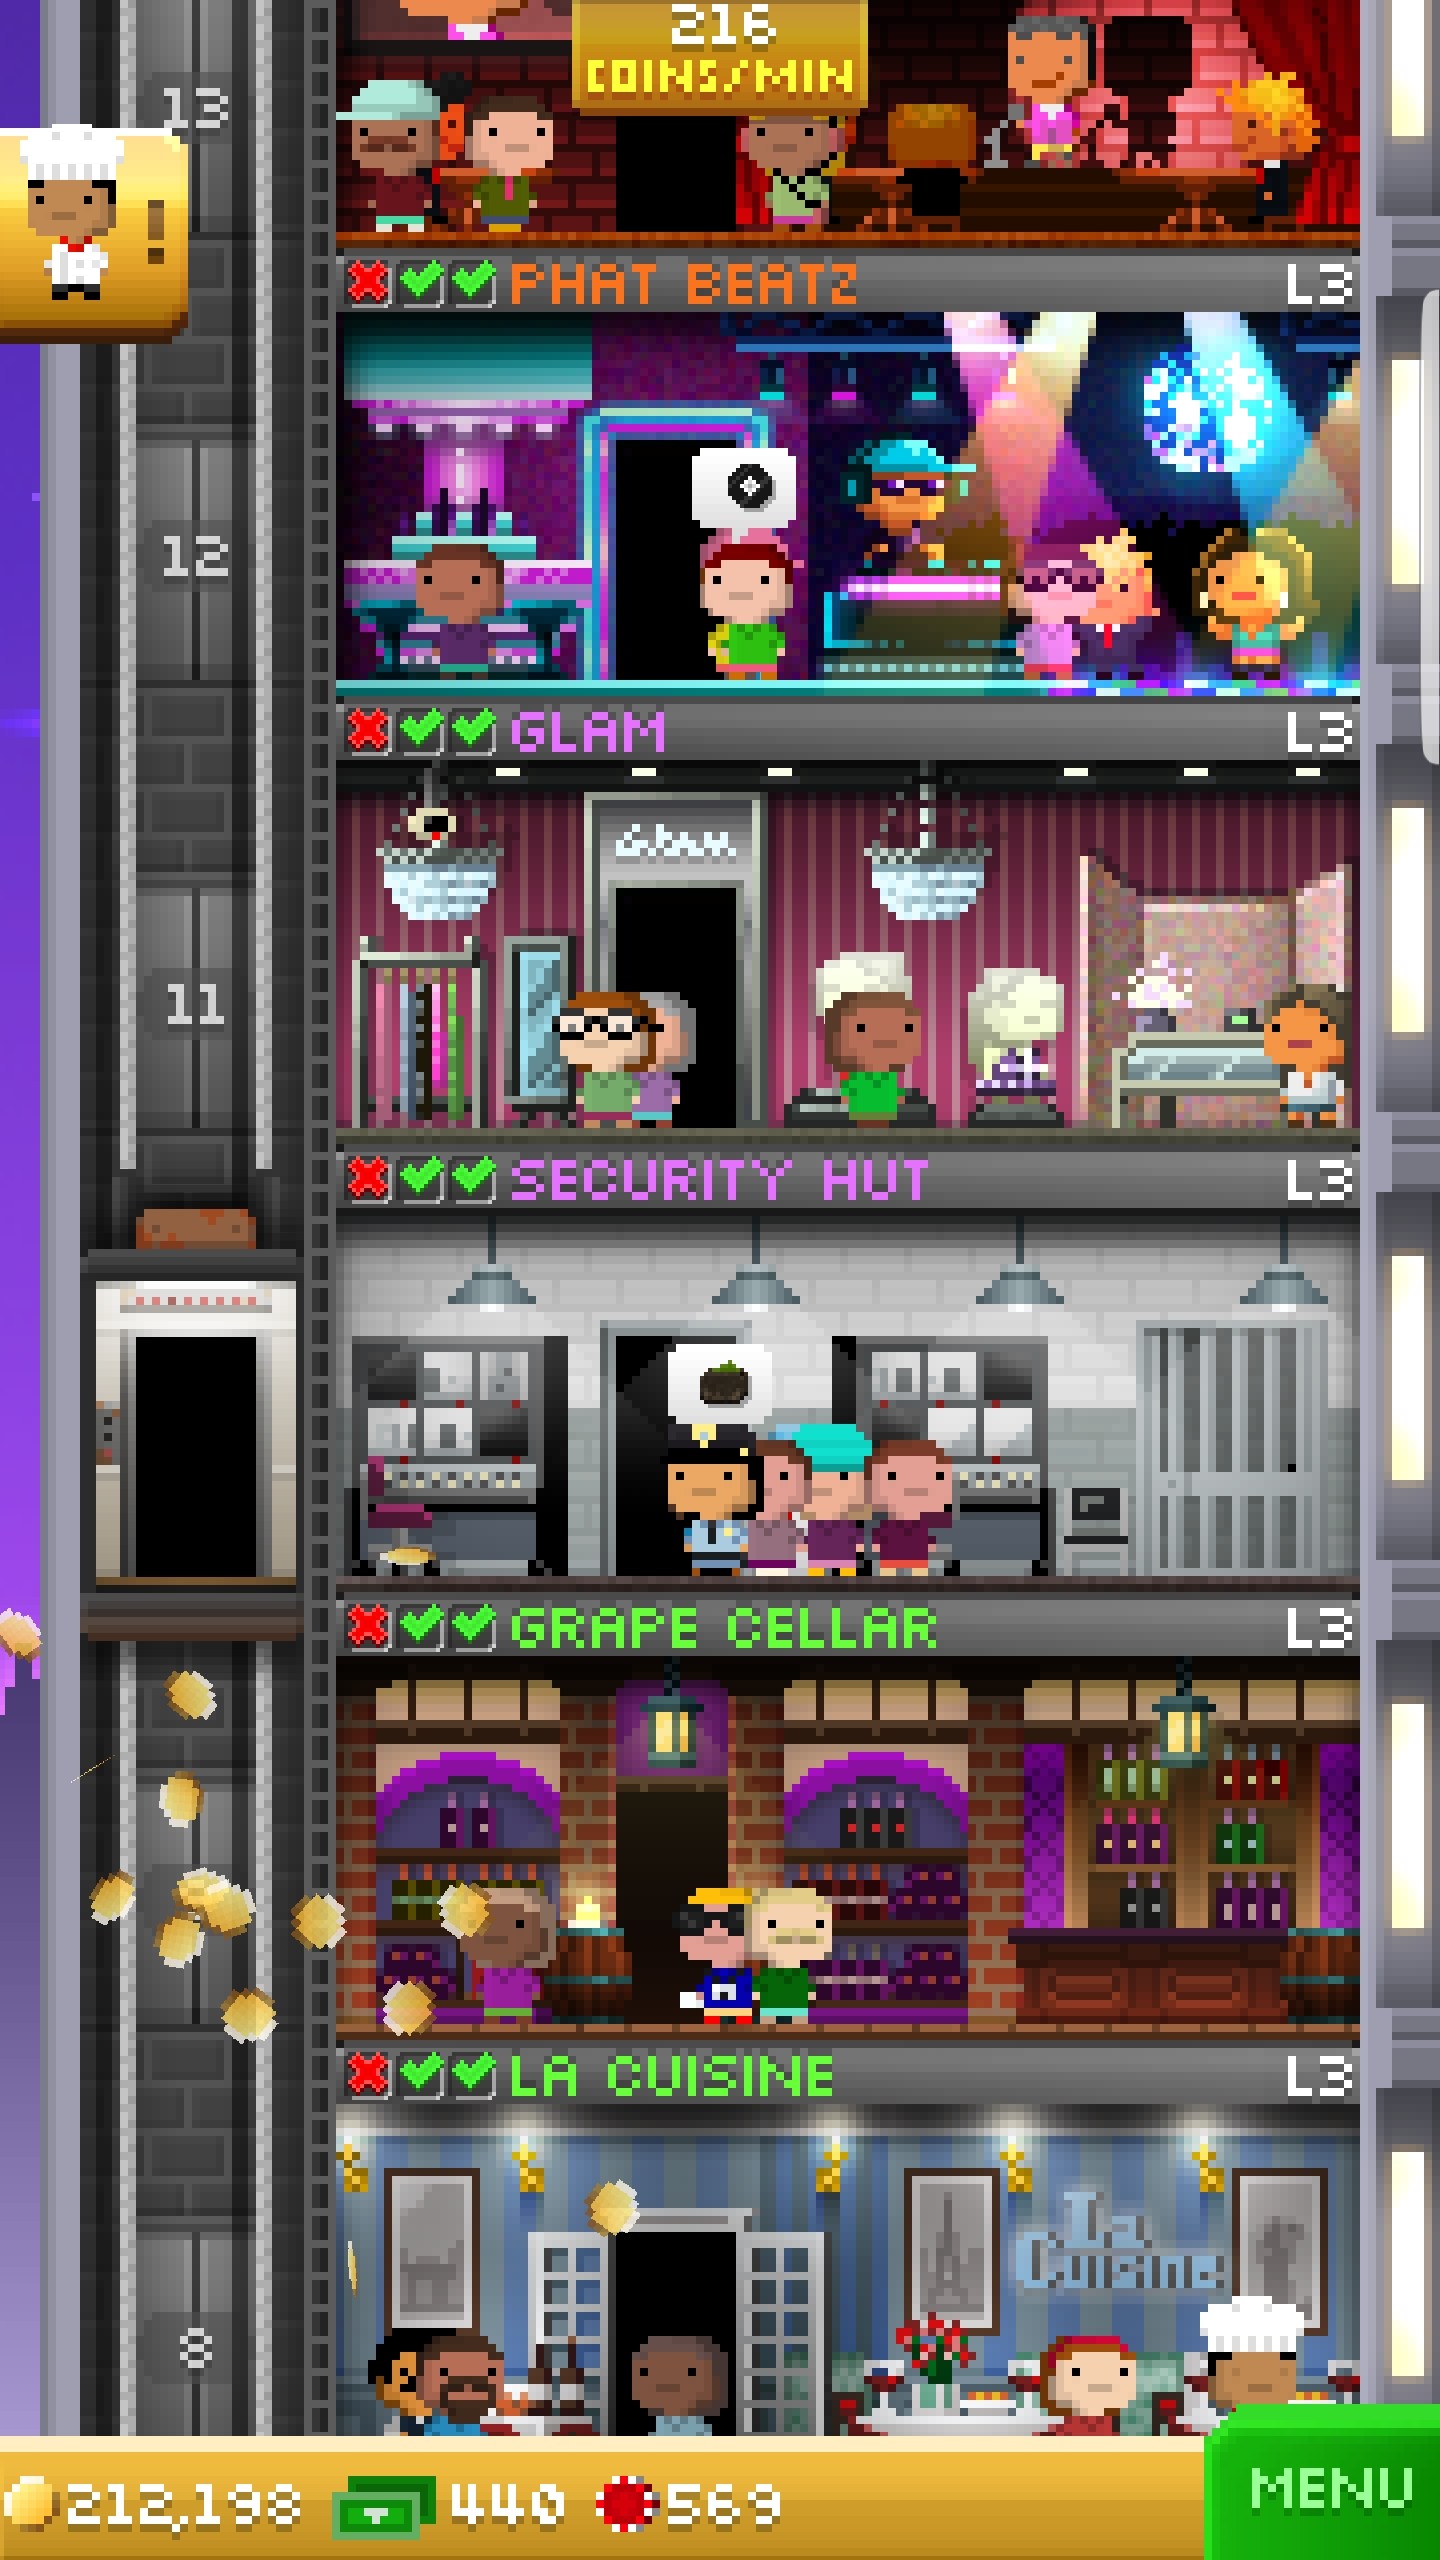 216
COINS/MIN
13
!
PHAT BEATZ L3
12
GLAM L3
Glam
11
SECURITY HUT L3
GRAPE CELLAR L3
LA CUISINE L3
La
Cuisine
8
212,198 440 569 MENU